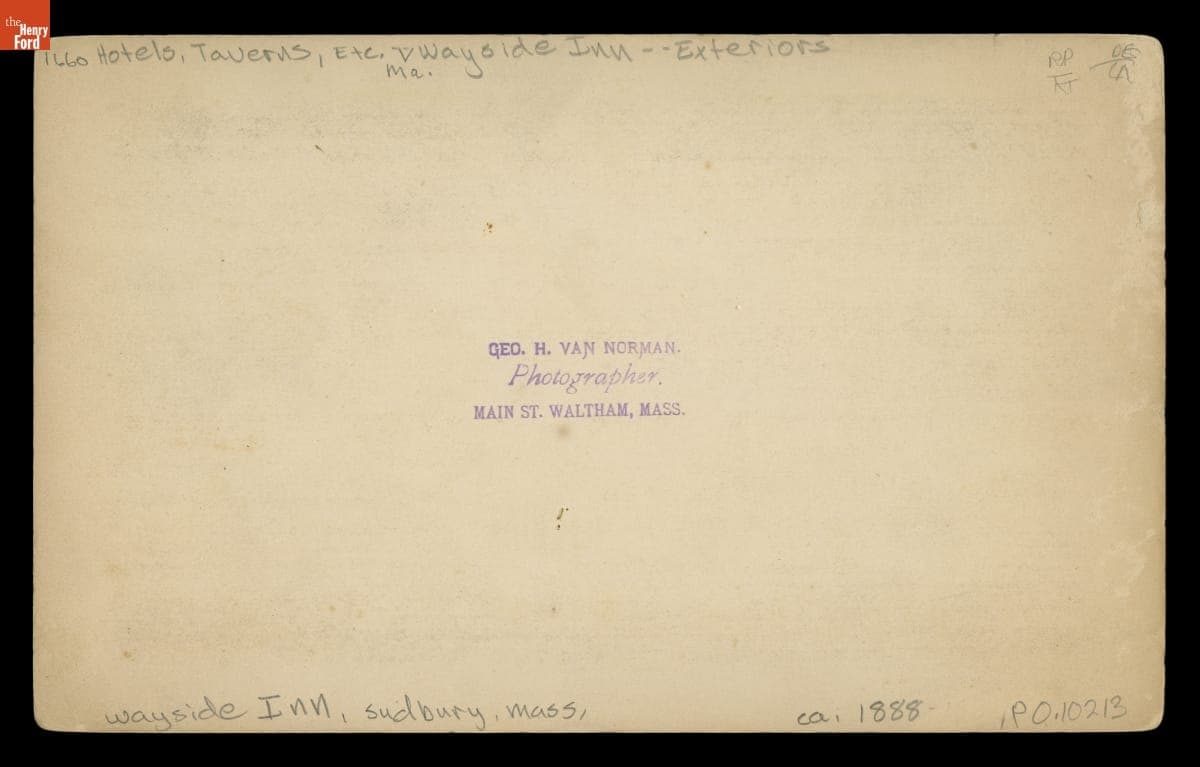 the
Henry
Ford
1660 Hotels, Taverns, Etc. Wayside Inn -- Exteriors
Ma.
GEO. H. VAN NORMAN.
Photographer.
MAIN ST. WALTHAM, MASS.
wayside Inn, sudbury, mass,
ca. 1888
P.O.10213